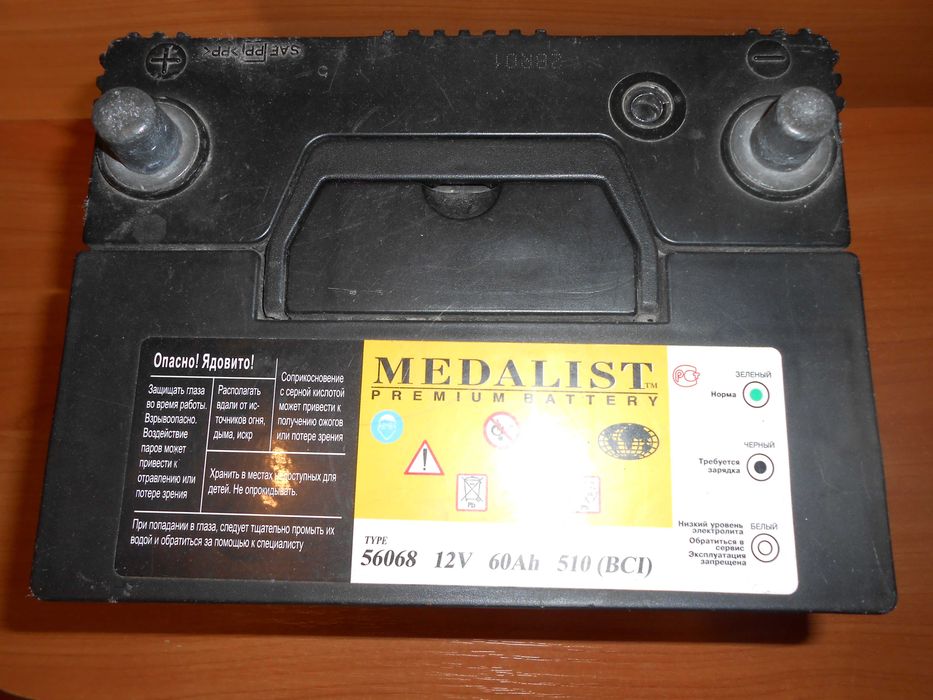 +
SAE PP >PP<
−
Опасно! Ядовито!
Защищать глаза
во время работы.
Взрывоопасно.
Воздействие
паров может
привести к
отравлению или
потере зрения
Располагать
вдали от ис-
точников огня,
дыма, искр
Соприкосновение
с серной кислотой
может привести к
получению ожогов
или потере зрения
Хранить в местах недоступных для
детей. Не опрокидывать.
При попадании в глаза, следует тщательно промыть их
водой и обратиться за помощью к специалисту
MEDALIST™
PREMIUM BATTERY
Pb
TYPE
56068 12V 60Ah 510 (BCI)
РСТ
ЗЕЛЕНЫЙ
Норма
ЧЕРНЫЙ
Требуется
зарядка
БЕЛЫЙ
Низкий уровень
электролита
Обратиться в
сервис
Эксплуатация
запрещена